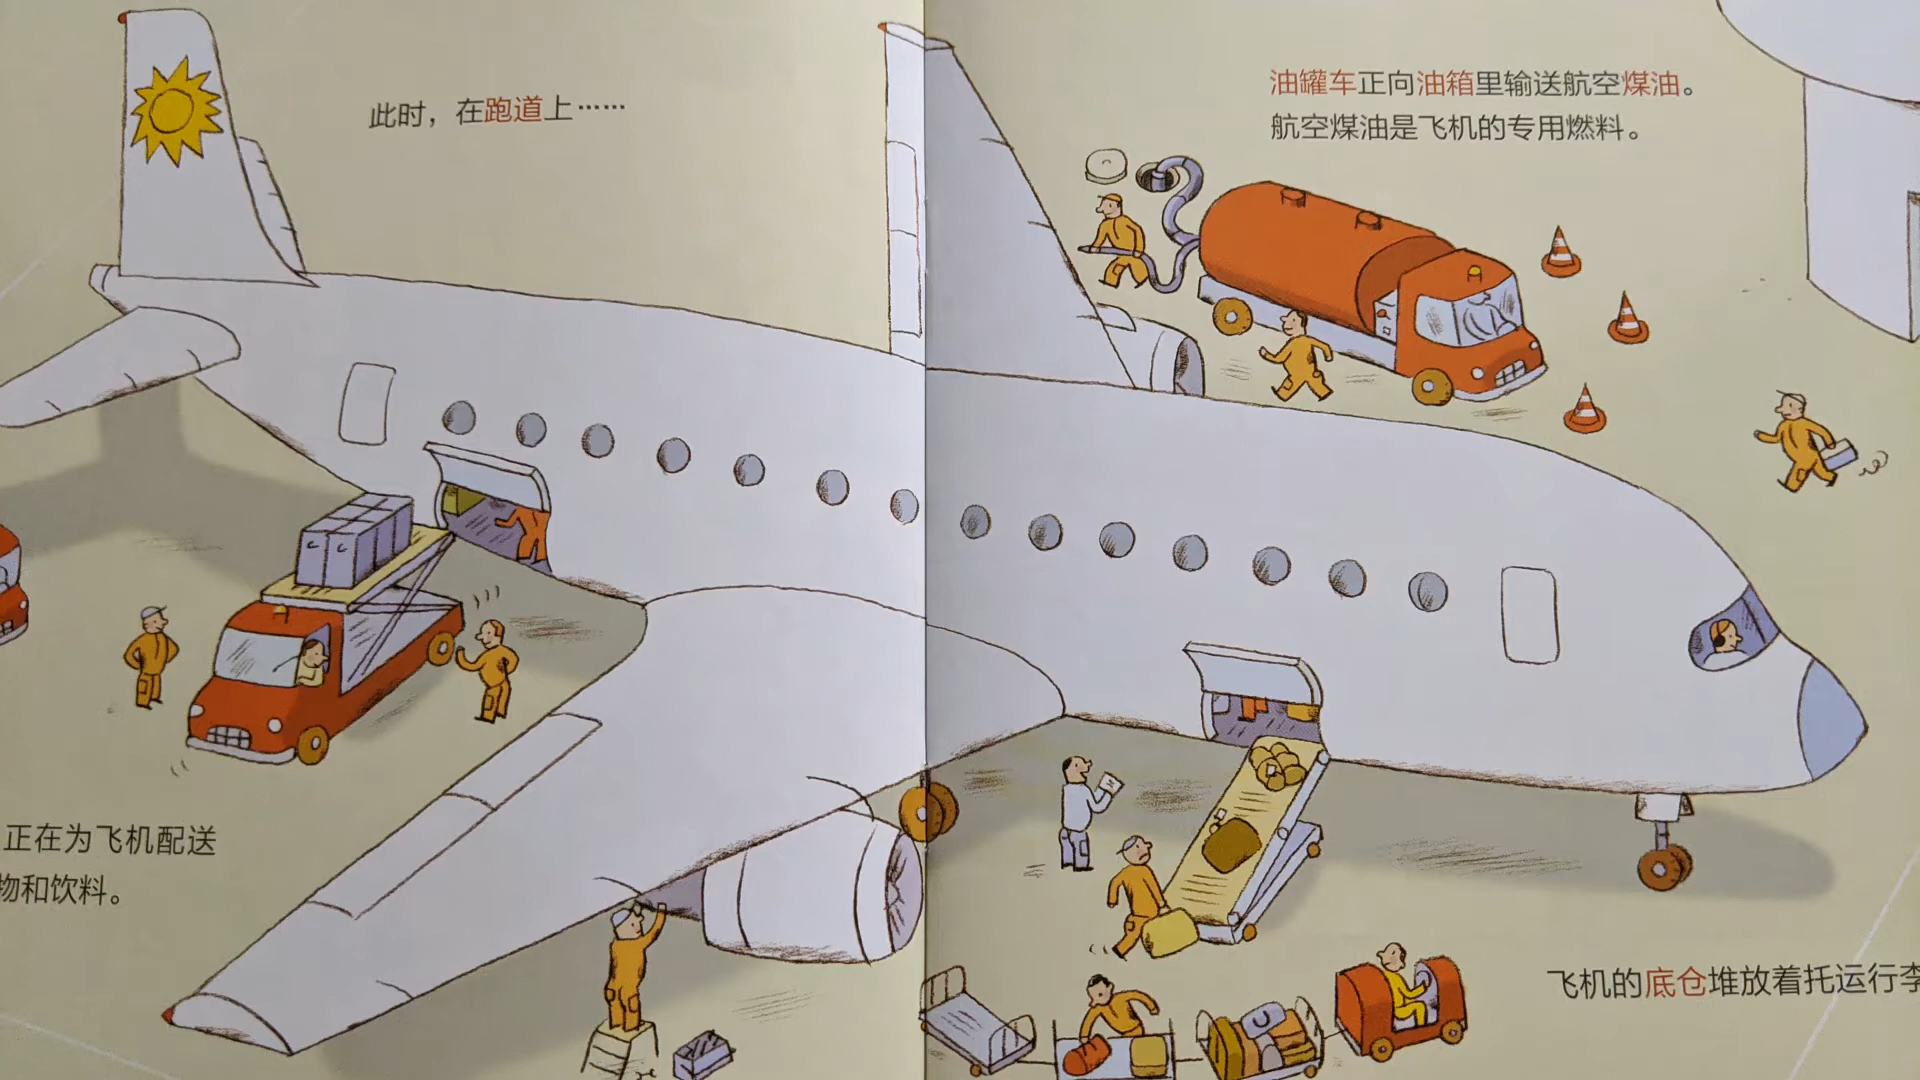 此时，在跑道上……
油罐车正向油箱里输送航空煤油。
航空煤油是飞机的专用燃料。
正在为飞机配送
物和饮料。
飞机的底仓堆放着托运行李